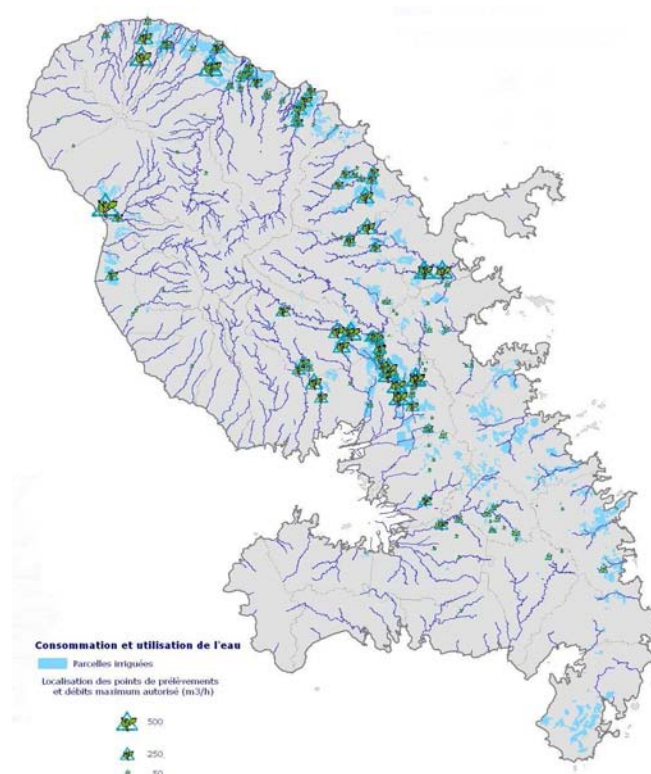 Consommation et utilisation de l'eau
Parcelles irriguées
Localisation des points de prélèvements
et débits maximum autorisé (m3/h)
500
250
50